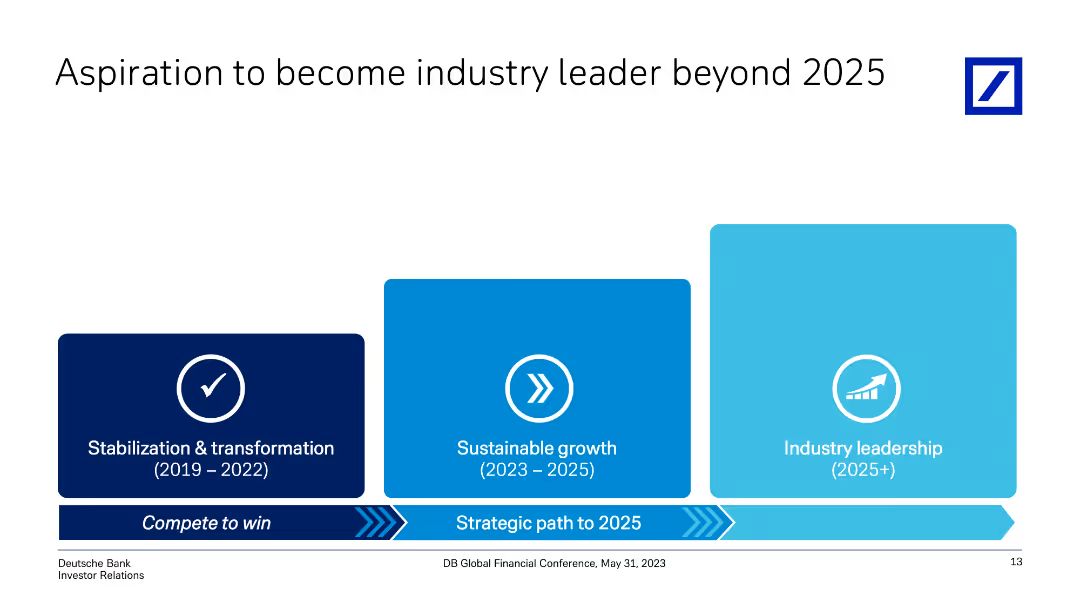 Aspiration to become industry leader beyond 2025
Stabilization & transformation
(2019 – 2022)
Sustainable growth
(2023 – 2025)
Industry leadership
(2025+)
Compete to win
Strategic path to 2025
Deutsche Bank
Investor Relations
DB Global Financial Conference, May 31, 2023
13